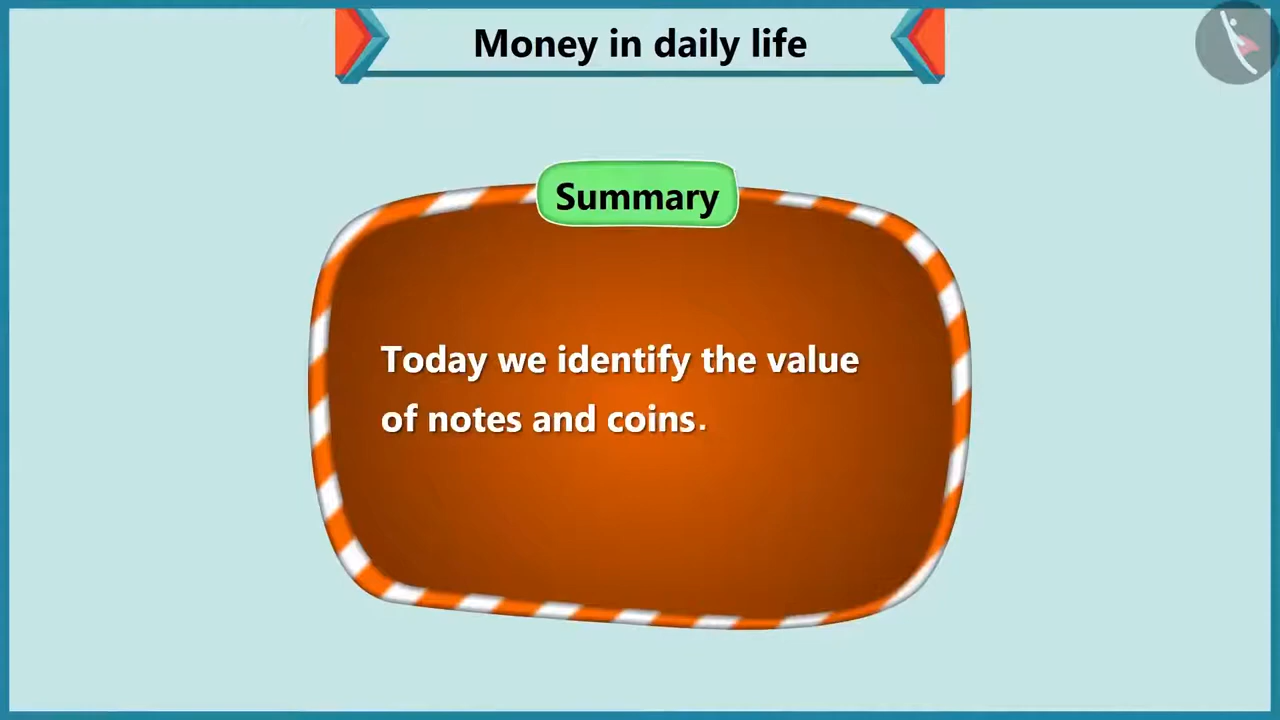 Money in daily life
Summary
Today we identify the value
of notes and coins.